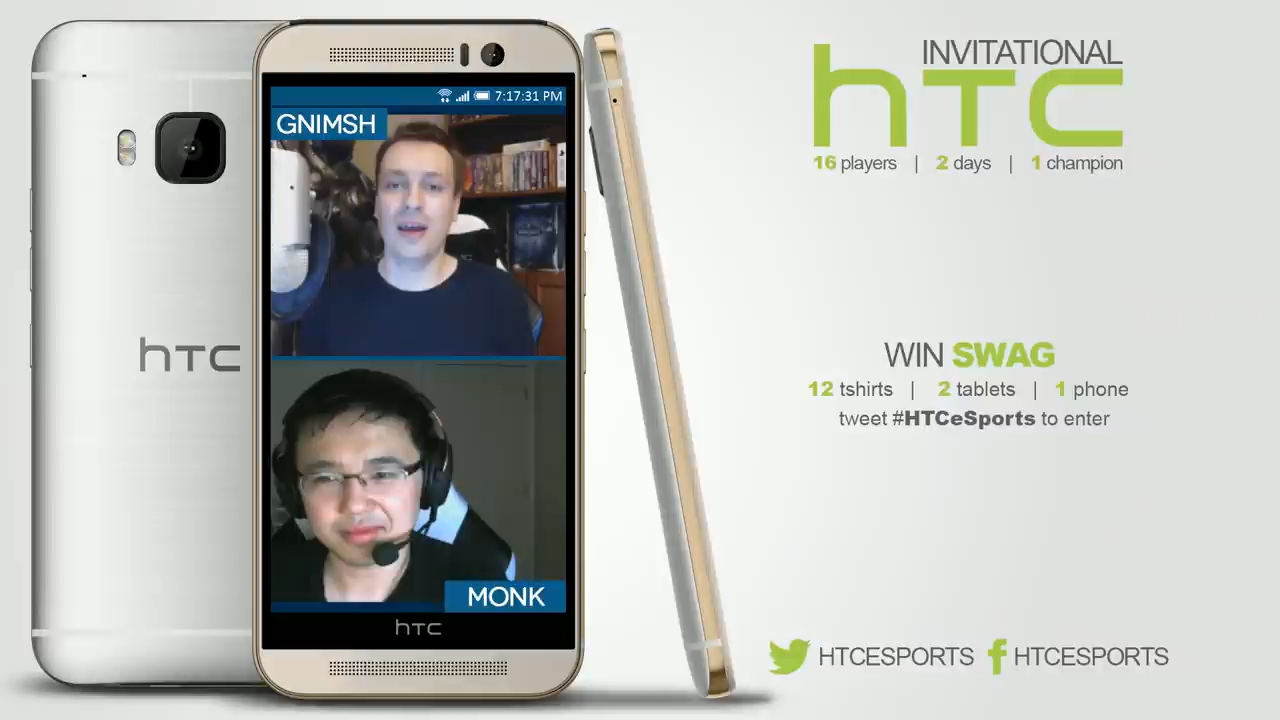 7:17:31 PM
GNIMSH
MONK
hTC
hTC
INVITATIONAL
hTC
16 players | 2 days | 1 champion
WIN SWAG
12 tshirts | 2 tablets | 1 phone
tweet #HTCeSports to enter
HTCESPORTS
HTCESPORTS